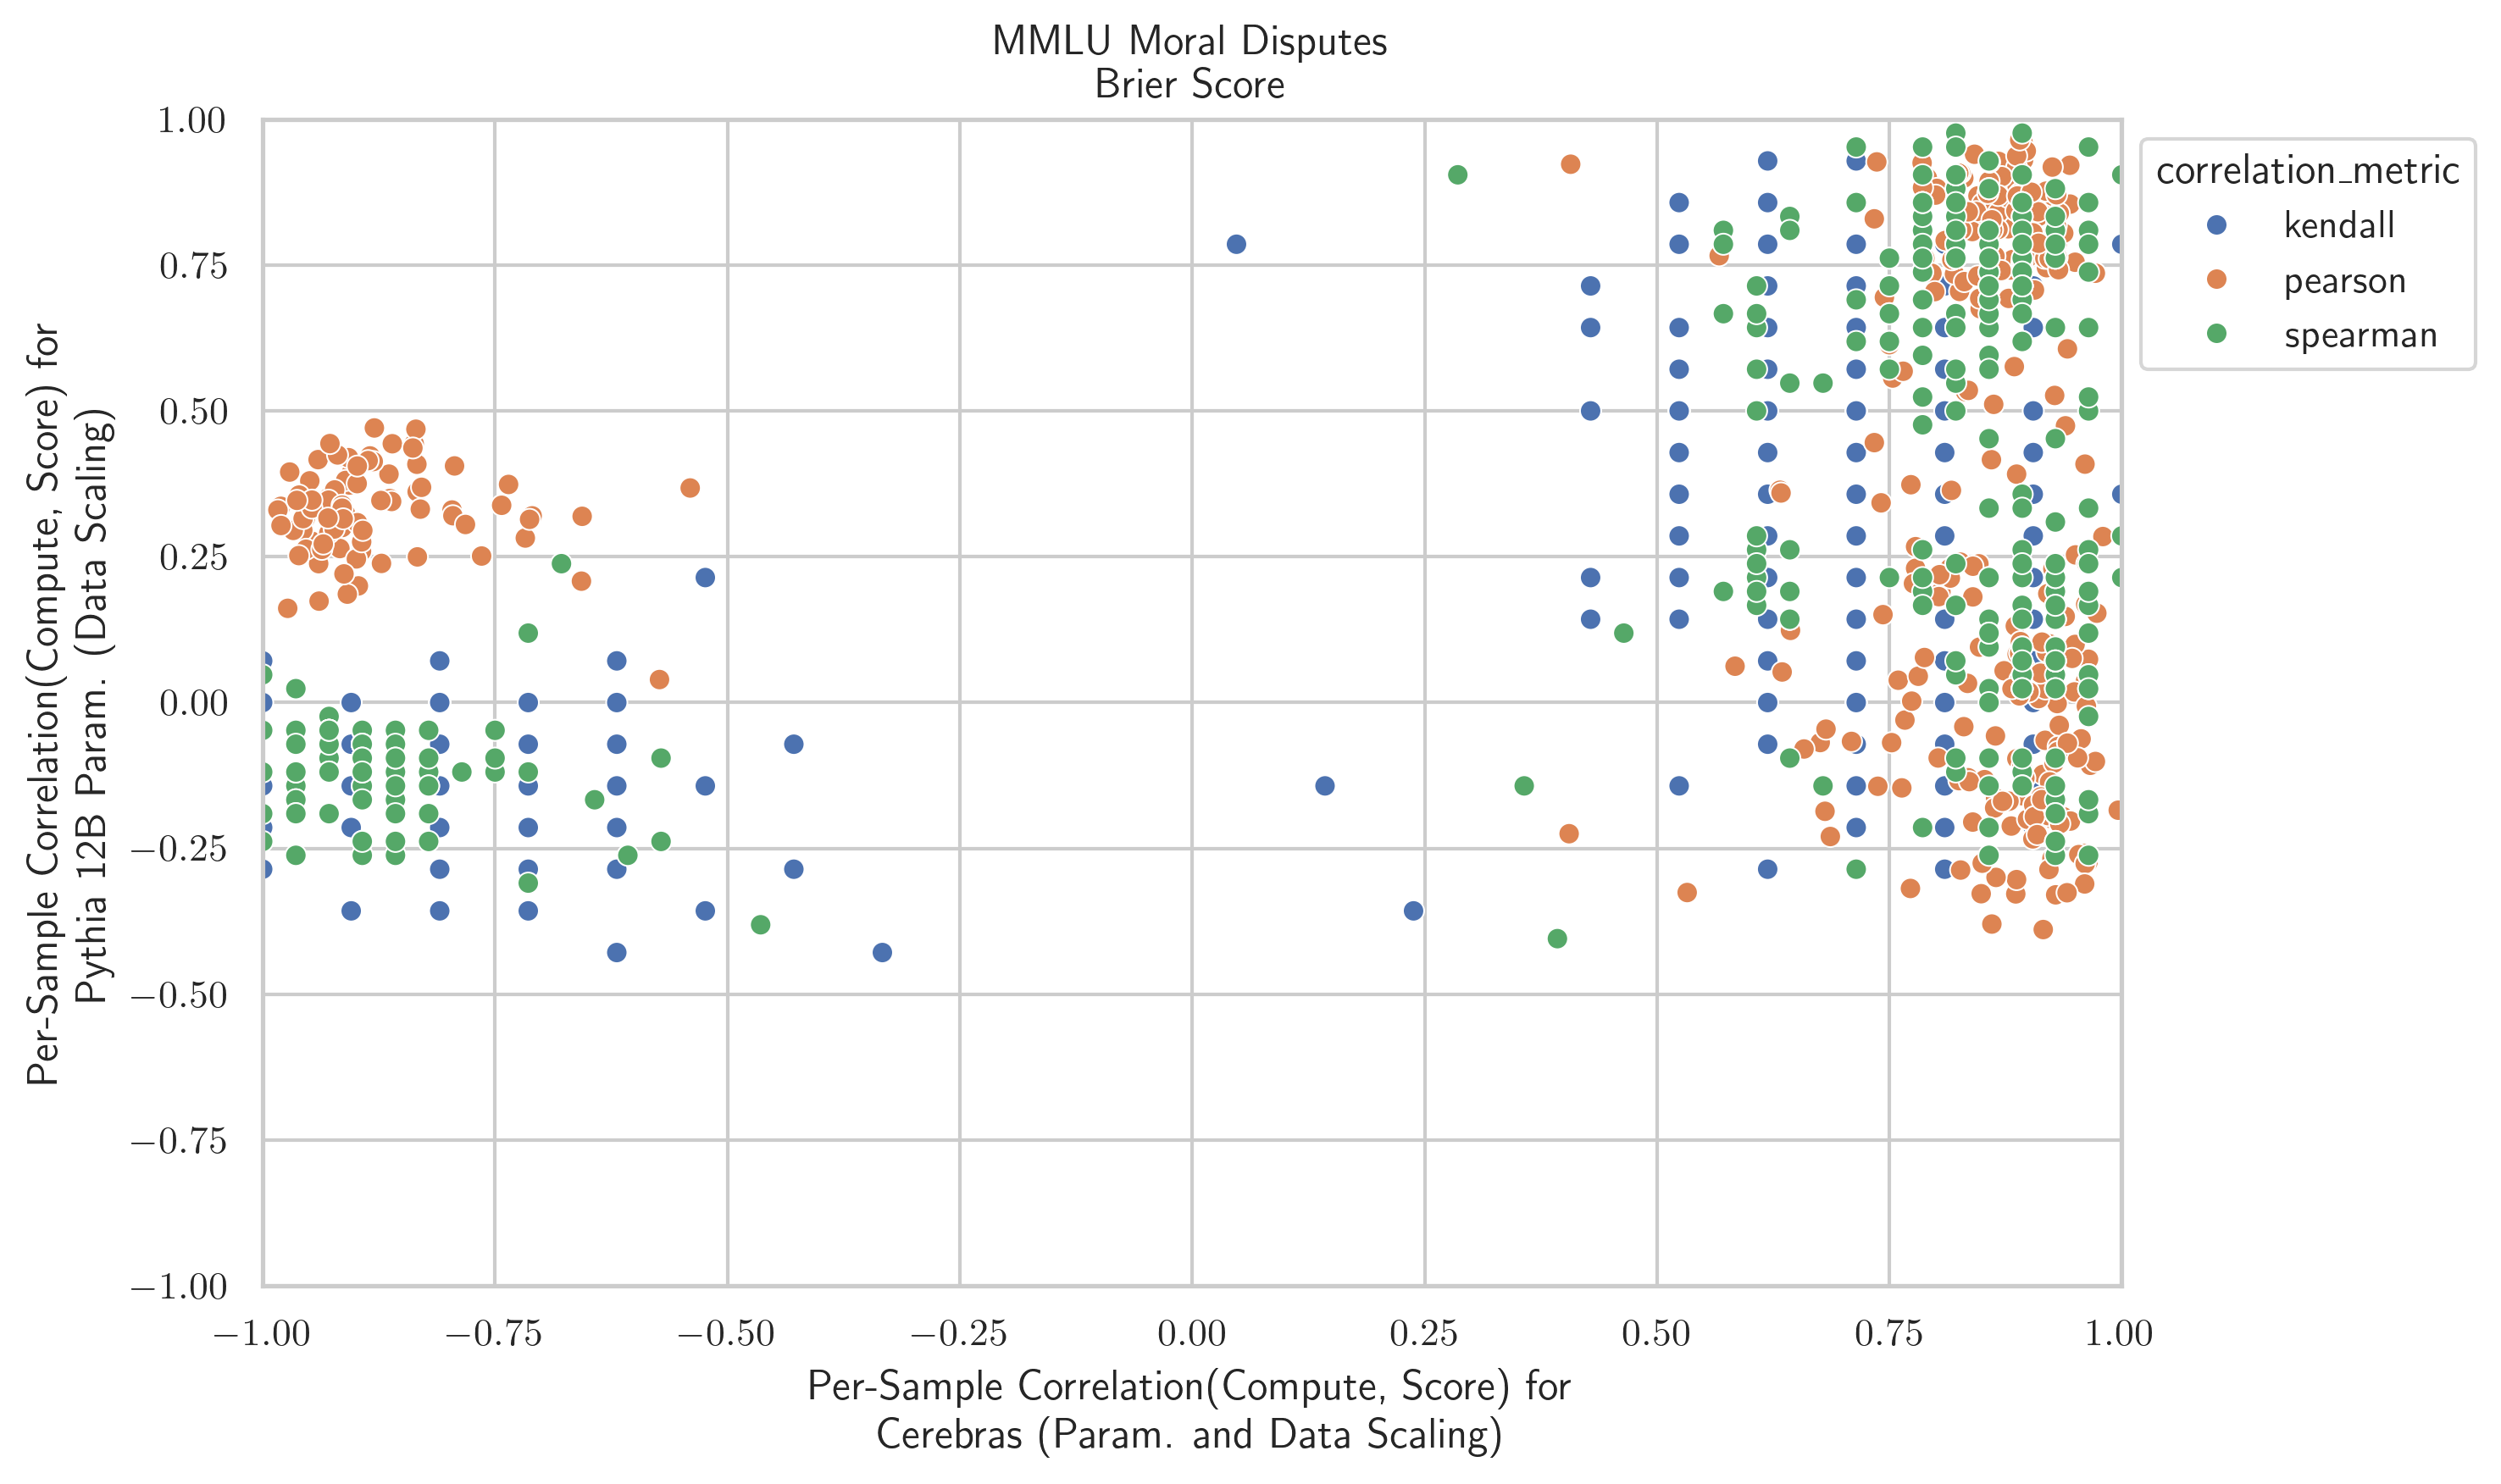 MMLU Moral Disputes
Brier Score
Per-Sample Correlation(Compute, Score) for
Pythia 12B Param. (Data Scaling)
1.00
0.75
0.50
0.25
0.00
−0.25
−0.50
−0.75
−1.00
−1.00 −0.75 −0.50 −0.25 0.00 0.25 0.50 0.75 1.00
Per-Sample Correlation(Compute, Score) for
Cerebras (Param. and Data Scaling)
correlation_metric
kendall
pearson
spearman